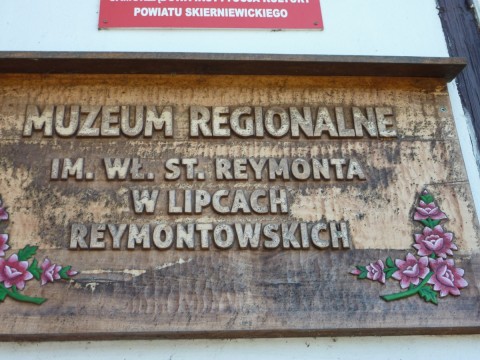 POWIATU SKIERNIEWICKIEGO
MUZEUM REGIONALNE
IM. WŁ. ST. REYMONTA
W LIPCACH
REYMONTOWSKICH